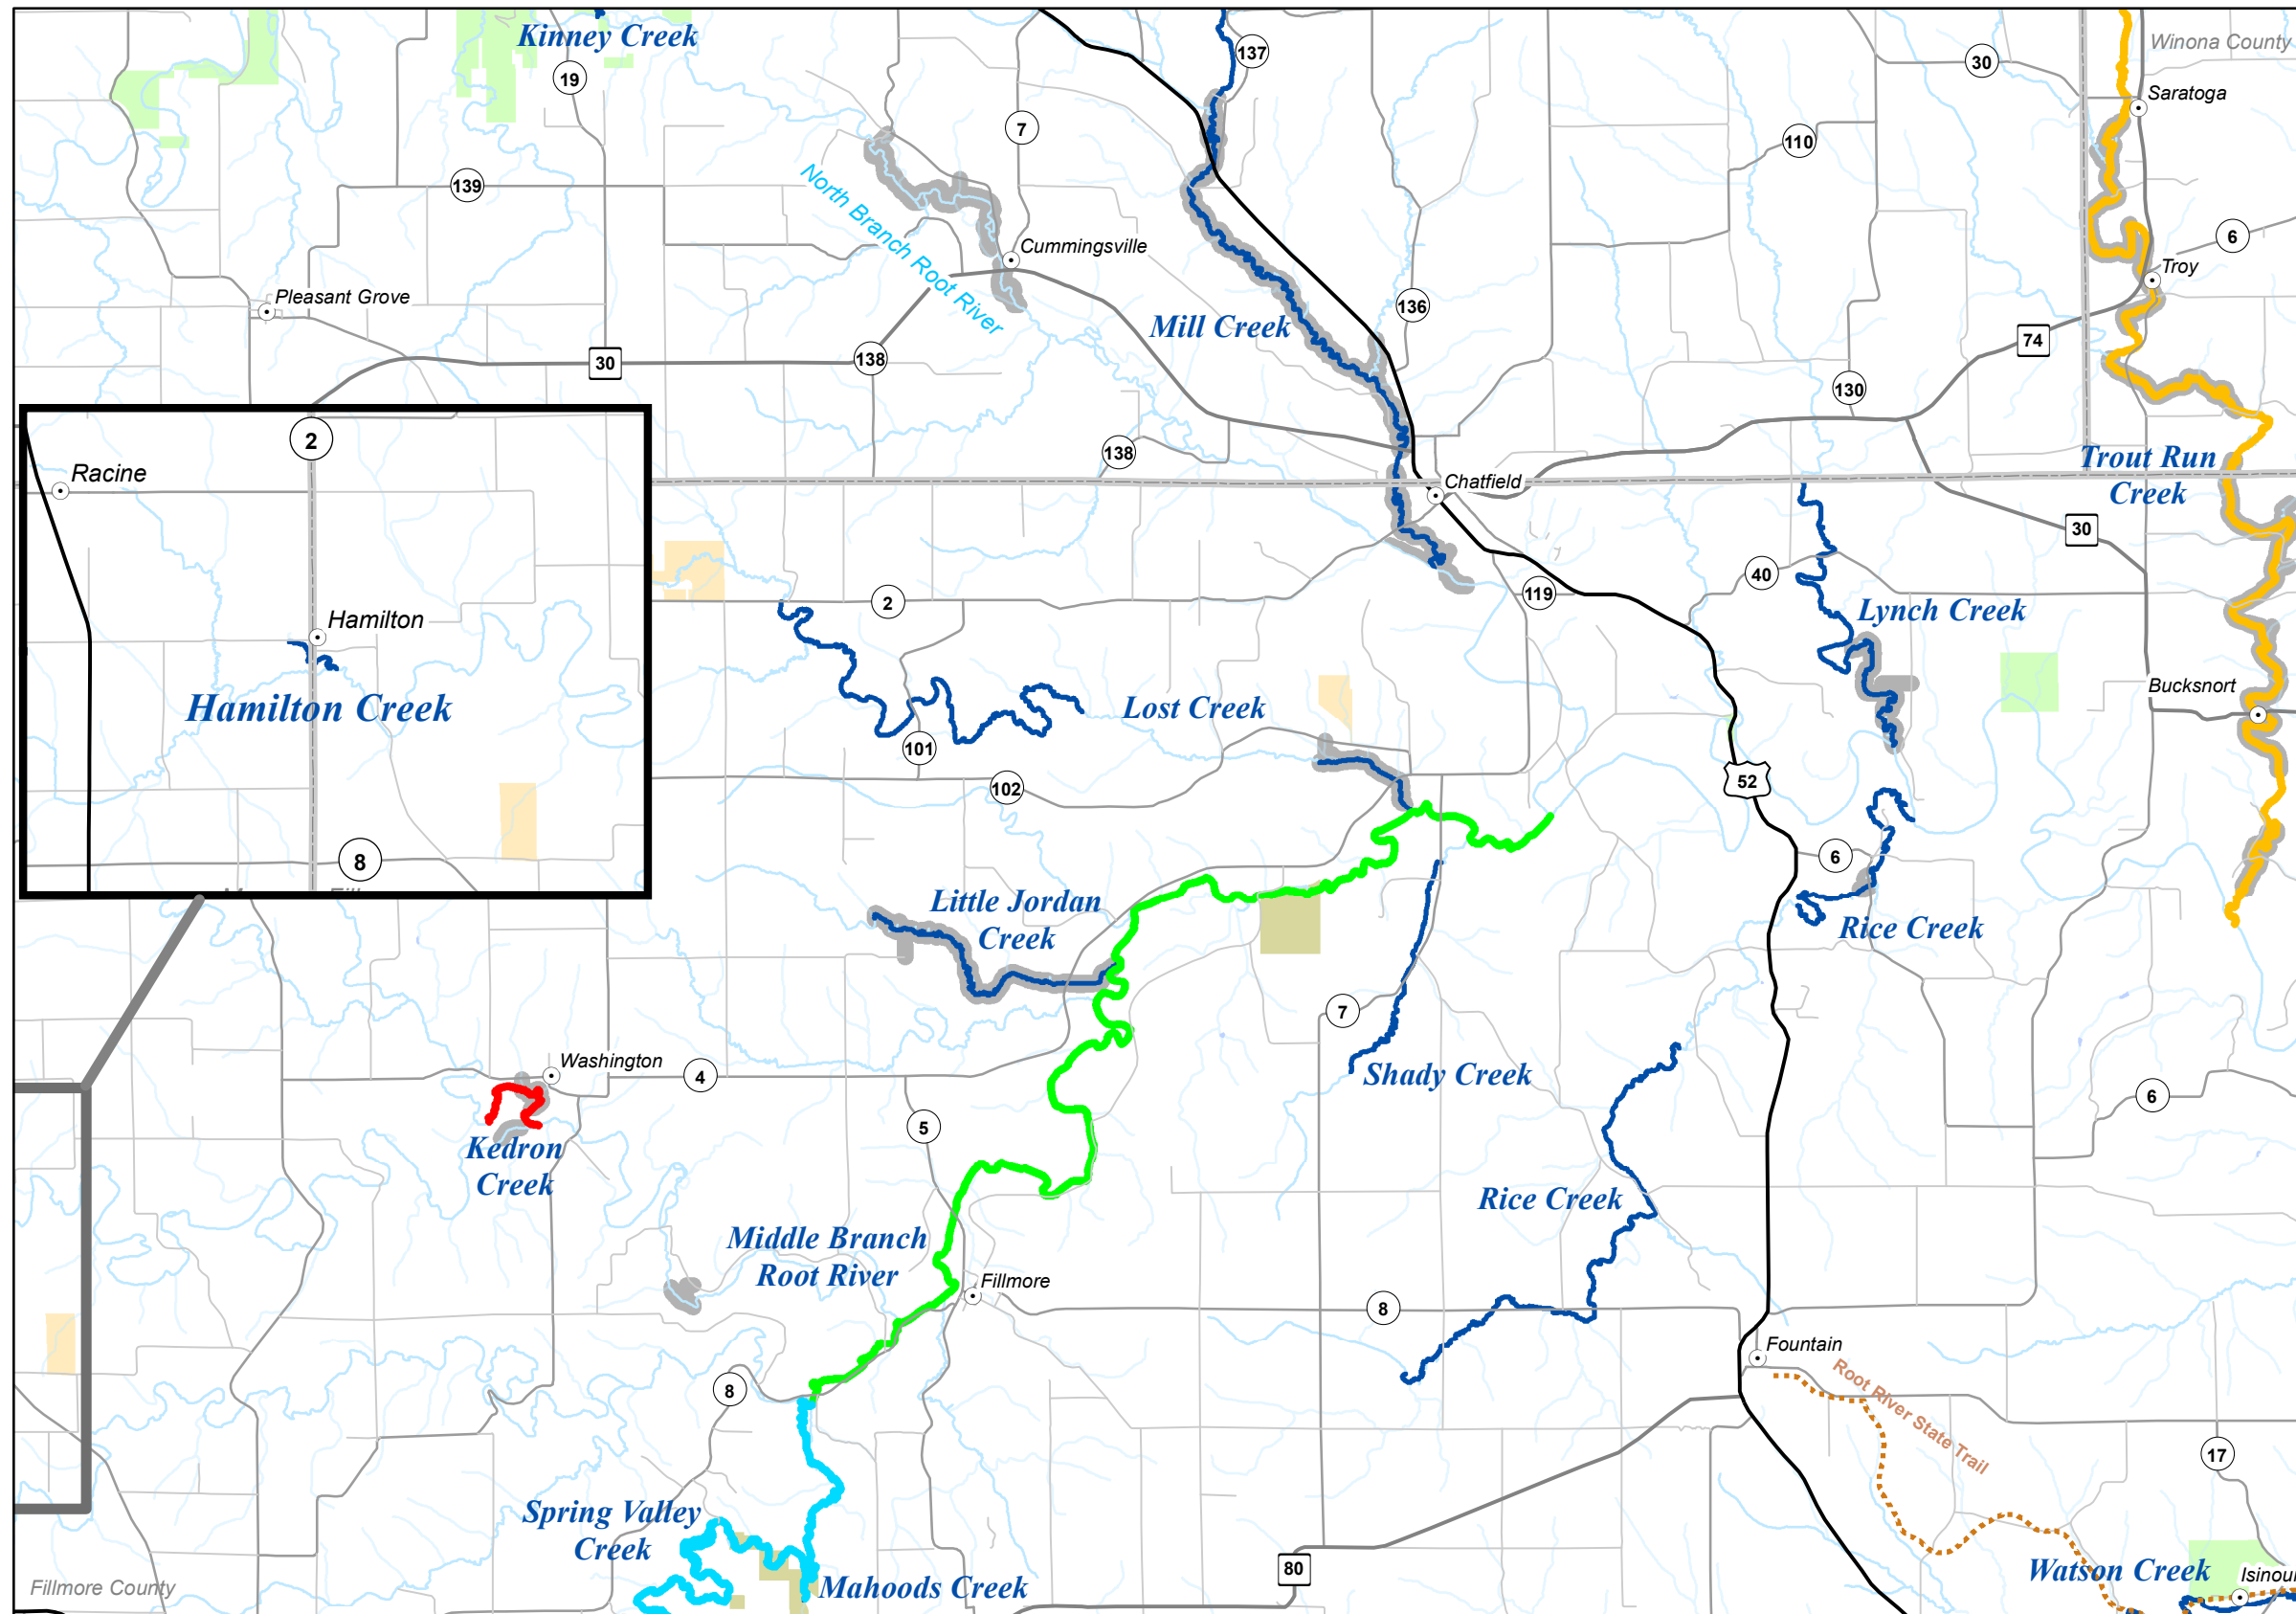 Kinney Creek
19
7
137
30
Winona County
Saratoga
110
139
North Branch Root River
Cummingsville
6
Troy
Pleasant Grove
136
Mill Creek
74
30
138
130
2
138
Trout Run
Creek
Racine
Chatfield
30
40
2
119
Lynch Creek
Hamilton
Bucksnort
Hamilton Creek
Lost Creek
101
102
52
8
6
Little Jordan
Creek
Rice Creek
7
Washington
4
Shady Creek
6
5
Kedron
Creek
Rice Creek
Middle Branch
Root River
Fillmore
8
Fountain
8
Root River State Trail
17
Spring Valley
Creek
80
Watson Creek
Fillmore County
Mahoods Creek